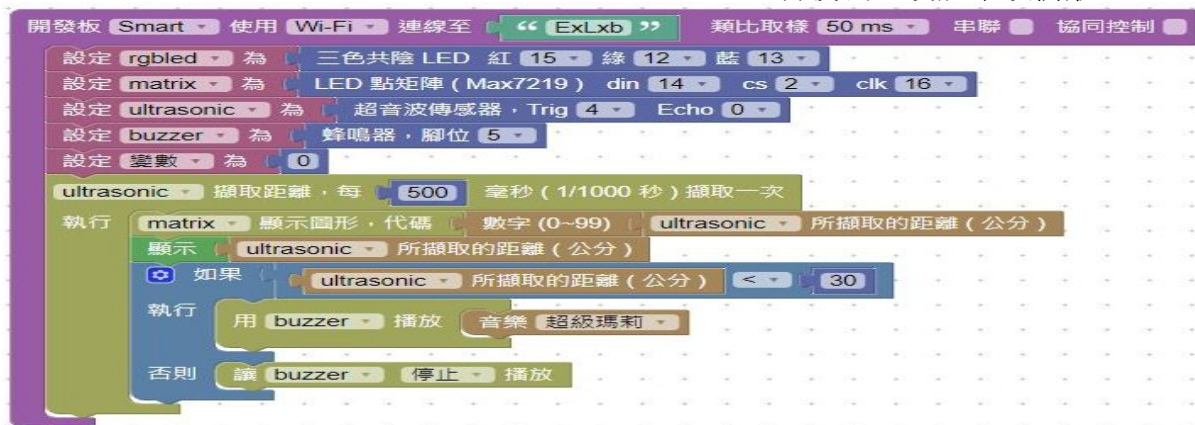 開發板 Smart 使用 Wi-Fi 連線至 “ ExLxb ” 類比取樣 50 ms 串聯 協同控制
設定 rgbled 為 三色共陰 LED 紅 15 綠 12 藍 13
設定 matrix 為 LED 點矩陣 ( Max7219 ) din 14 cs 2 clk 16
設定 ultrasonic 為 超音波傳感器,Trig 4 Echo 0
設定 buzzer 為 蜂鳴器,腳位 5
設定 變數 為 0
ultrasonic 擷取距離,每 500 毫秒 ( 1/1000 秒 ) 擷取一次
執行 matrix 顯示圖形,代碼 數字 (0~99) ultrasonic 所擷取的距離 ( 公分 )
顯示 ultrasonic 所擷取的距離 ( 公分 )
如果 ultrasonic 所擷取的距離 ( 公分 ) < 30
執行 用 buzzer 播放 音樂 超級瑪莉
否則 讓 buzzer 停止 播放